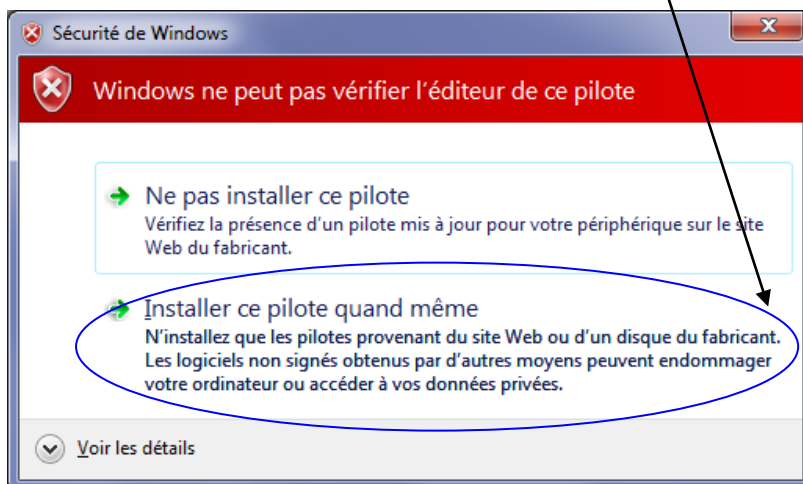 Sécurité de Windows
Windows ne peut pas vérifier l'éditeur de ce pilote
Ne pas installer ce pilote
Vérifiez la présence d'un pilote mis à jour pour votre périphérique sur le site
Web du fabricant.
Installer ce pilote quand même
N'installez que les pilotes provenant du site Web ou d'un disque du fabricant.
Les logiciels non signés obtenus par d'autres moyens peuvent endommager
votre ordinateur ou accéder à vos données privées.
Voir les détails